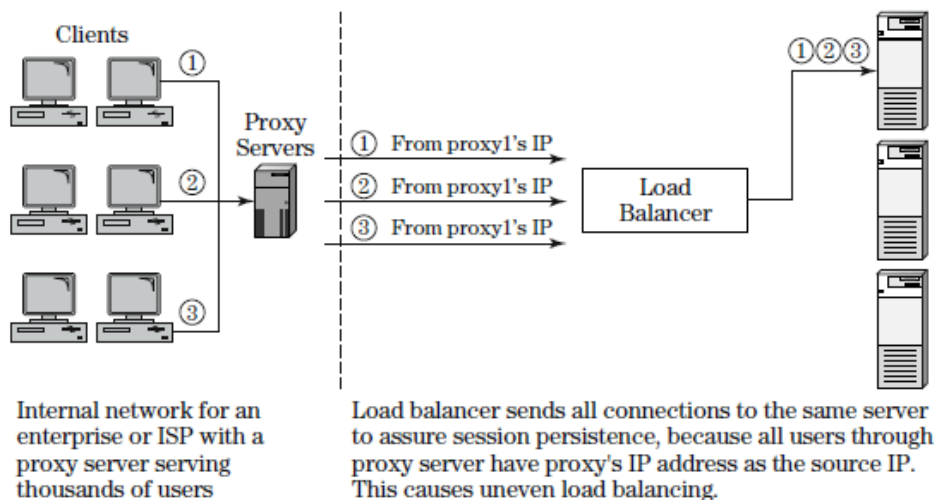 Clients
①
②
③
Proxy
Servers
① From proxy1's IP
② From proxy1's IP
③ From proxy1's IP
Load
Balancer
①②③
Internal network for an
enterprise or ISP with a
proxy server serving
thousands of users
Load balancer sends all connections to the same server
to assure session persistence, because all users through
proxy server have proxy's IP address as the source IP.
This causes uneven load balancing.